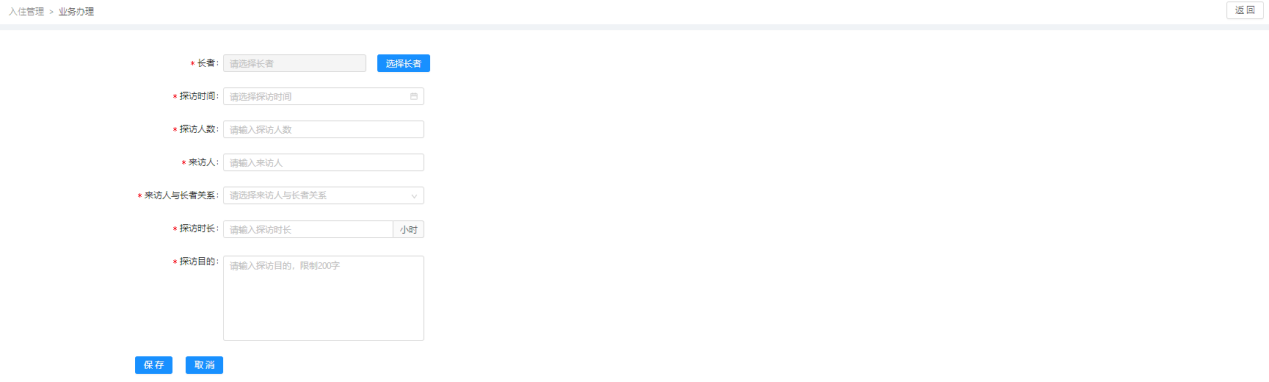 入住管理 > 业务办理
返 回
* 长者: 请选择长者 选择长者
* 探访时间: 请选择探访时间
* 探访人数: 请输入探访人数
* 来访人: 请输入来访人
* 来访人与长者关系: 请选择来访人与长者关系
* 探访时长: 请输入探访时长 小时
* 探访目的: 请输入探访目的，限制200字
保 存 取 消